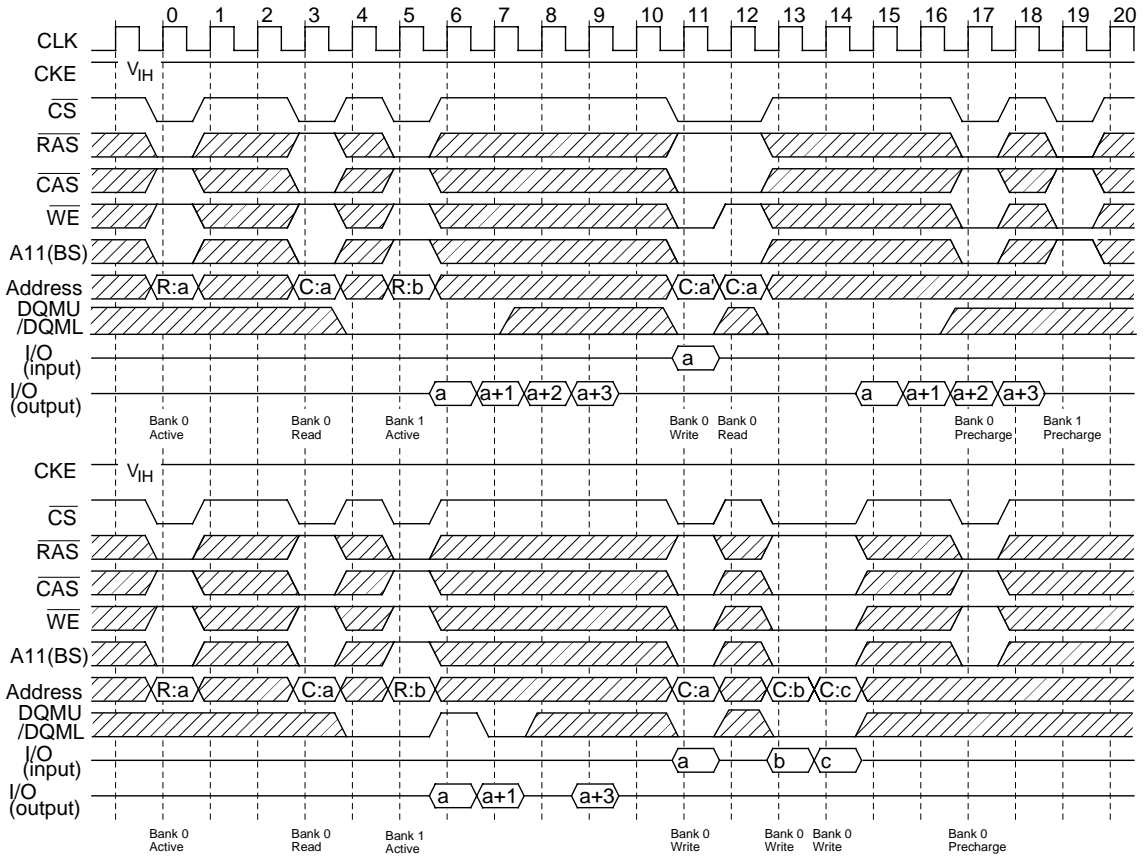 0 1 2 3 4 5 6 7 8 9 10 11 12 13 14 15 16 17 18 19 20
CLK
CKE VIH
CS
RAS
CAS
WE
A11(BS)
Address R:a C:a R:b C:a' C:a
DQMU
/DQML
I/O
(input) a
I/O
(output) a a+1 a+2 a+3 a a+1 a+2 a+3
Bank 0 Bank 0 Bank 1 Bank 0 Bank 0 Bank 0 Bank 1
Active Read Active Write Read Precharge Precharge
CKE VIH
CS
RAS
CAS
WE
A11(BS)
Address R:a C:a R:b C:a C:b C:c
DQMU
/DQML
I/O
(input) a b c
I/O
(output) a a+1 a+3
Bank 0 Bank 0 Bank 1 Bank 0 Bank 0 Bank 0 Bank 0
Active Read Active Write Write Write Precharge